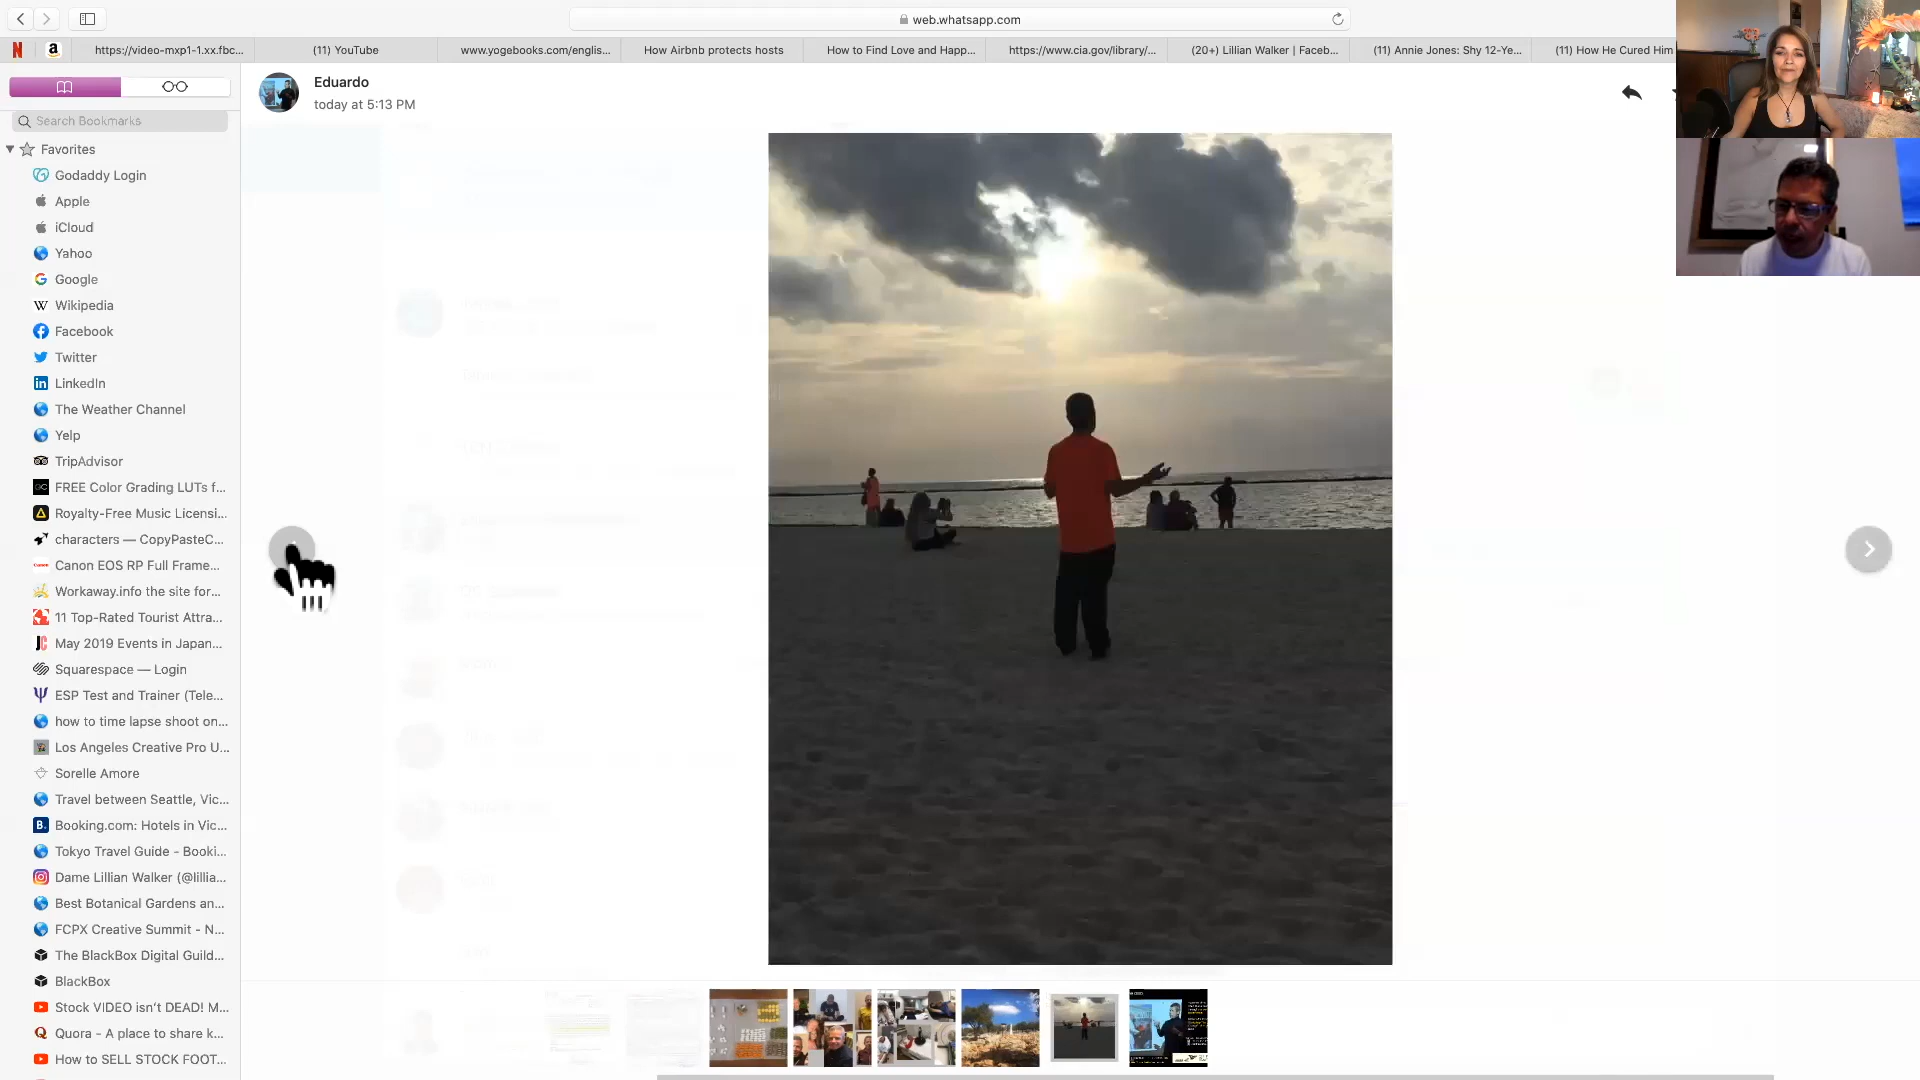 web.whatsapp.com
https://video-mxp1-1.xx.fbc...
(11) YouTube
www.yogebooks.com/englis...
How Airbnb protects hosts
How to Find Love and Happ...
https://www.cia.gov/library/...
(20+) Lillian Walker | Faceb...
(11) Annie Jones: Shy 12-Ye...
(11) How He Cured Him
Eduardo
today at 5:13 PM
Search Bookmarks
Favorites
Godaddy Login
Apple
iCloud
Yahoo
Google
Wikipedia
Facebook
Twitter
LinkedIn
The Weather Channel
Yelp
TripAdvisor
FREE Color Grading LUTs f...
Royalty-Free Music Licensi...
characters — CopyPasteC...
Canon EOS RP Full Frame...
Workaway.info the site for...
11 Top-Rated Tourist Attra...
May 2019 Events in Japan...
Squarespace — Login
ESP Test and Trainer (Tele...
how to time lapse shoot on...
Los Angeles Creative Pro U...
Sorelle Amore
Travel between Seattle, Vic...
Booking.com: Hotels in Vic...
Tokyo Travel Guide - Booki...
Dame Lillian Walker (@lillia...
Best Botanical Gardens an...
FCPX Creative Summit - N...
The BlackBox Digital Guild...
BlackBox
Stock VIDEO isn't DEAD! M...
Quora - A place to share k...
How to SELL STOCK FOOT...